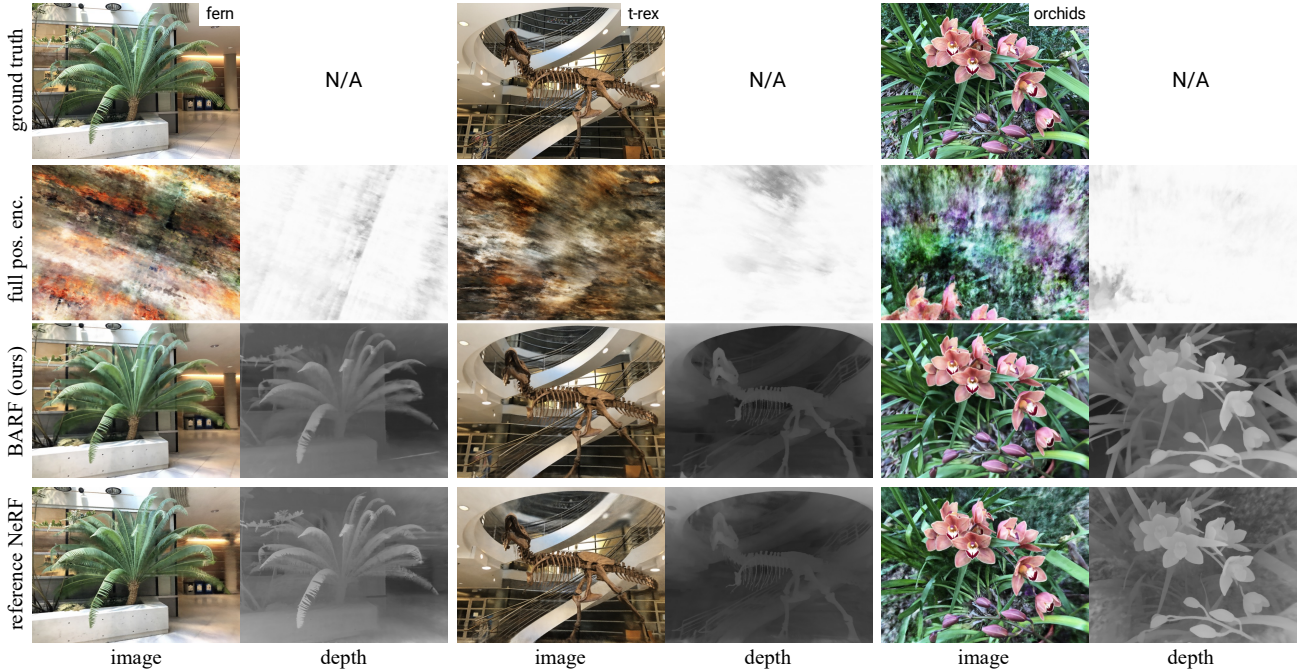 ground truth
fern
N/A
t-rex
N/A
orchids
N/A
full pos. enc.
BARF (ours)
reference NeRF
image
depth
image
depth
image
depth